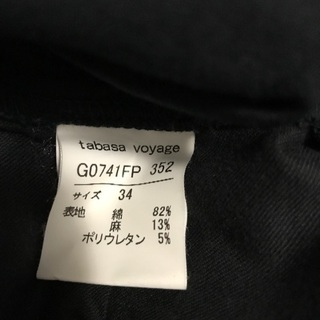 tabasa voyage
G0741FP 352
サイズ 34
表地 綿 82%
麻 13%
ポリウレタン 5%